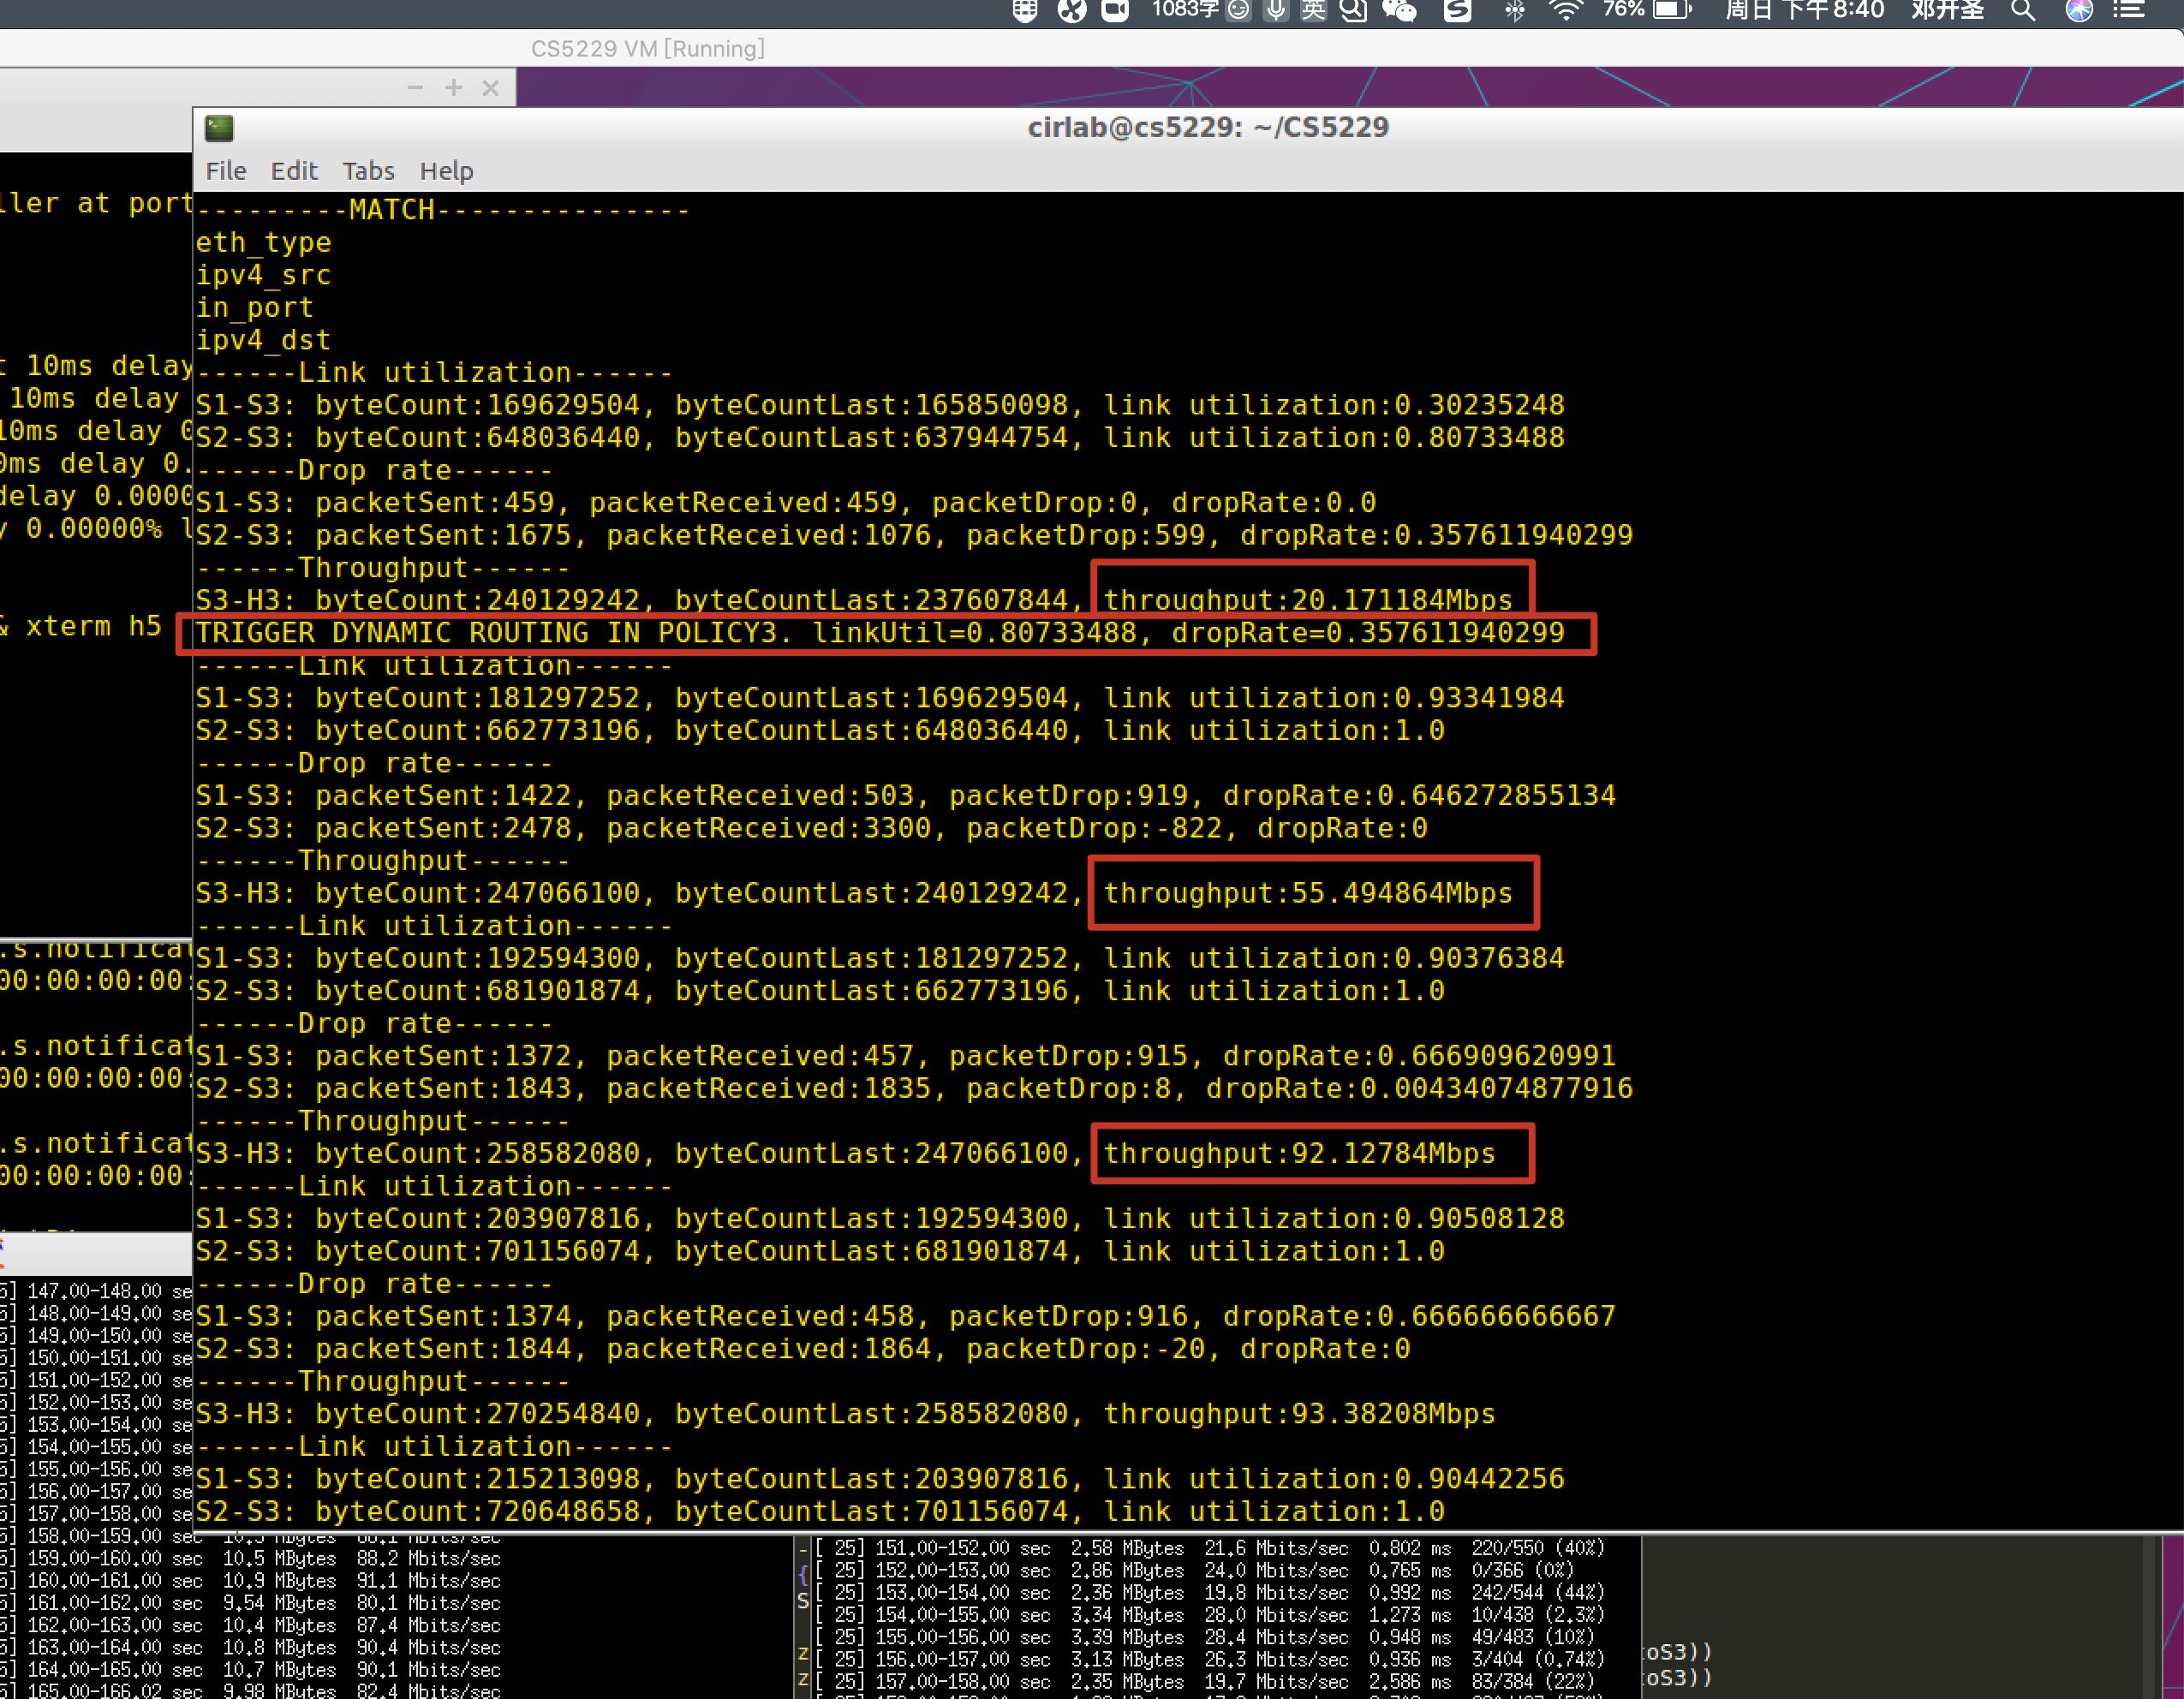 1083字 英 76% 周日 下午8:40 邓开圣
CS5229 VM [Running]
cirlab@cs5229: ~/CS5229
File Edit Tabs Help
ller at port
t 10ms delay
10ms delay
10ms delay 0
0ms delay 0.
delay 0.0000
y 0.00000% l
& xterm h5
---------MATCH---------------
eth_type
ipv4_src
in_port
ipv4_dst
------Link utilization------
S1-S3: byteCount:169629504, byteCountLast:165850098, link utilization:0.30235248
S2-S3: byteCount:648036440, byteCountLast:637944754, link utilization:0.80733488
------Drop rate------
S1-S3: packetSent:459, packetReceived:459, packetDrop:0, dropRate:0.0
S2-S3: packetSent:1675, packetReceived:1076, packetDrop:599, dropRate:0.357611940299
------Throughput------
S3-H3: byteCount:240129242, byteCountLast:237607844, throughput:20.171184Mbps
TRIGGER DYNAMIC ROUTING IN POLICY3. linkUtil=0.80733488, dropRate=0.357611940299
------Link utilization------
S1-S3: byteCount:181297252, byteCountLast:169629504, link utilization:0.93341984
S2-S3: byteCount:662773196, byteCountLast:648036440, link utilization:1.0
------Drop rate------
S1-S3: packetSent:1422, packetReceived:503, packetDrop:919, dropRate:0.646272855134
S2-S3: packetSent:2478, packetReceived:3300, packetDrop:-822, dropRate:0
------Throughput------
S3-H3: byteCount:247066100, byteCountLast:240129242, throughput:55.494864Mbps
------Link utilization------
S1-S3: byteCount:192594300, byteCountLast:181297252, link utilization:0.90376384
S2-S3: byteCount:681901874, byteCountLast:662773196, link utilization:1.0
------Drop rate------
S1-S3: packetSent:1372, packetReceived:457, packetDrop:915, dropRate:0.666909620991
S2-S3: packetSent:1843, packetReceived:1835, packetDrop:8, dropRate:0.00434074877916
------Throughput------
S3-H3: byteCount:258582080, byteCountLast:247066100, throughput:92.12784Mbps
------Link utilization------
S1-S3: byteCount:203907816, byteCountLast:192594300, link utilization:0.90508128
S2-S3: byteCount:701156074, byteCountLast:681901874, link utilization:1.0
------Drop rate------
S1-S3: packetSent:1374, packetReceived:458, packetDrop:916, dropRate:0.666666666667
S2-S3: packetSent:1844, packetReceived:1864, packetDrop:-20, dropRate:0
------Throughput------
S3-H3: byteCount:270254840, byteCountLast:258582080, throughput:93.38208Mbps
------Link utilization------
S1-S3: byteCount:215213098, byteCountLast:203907816, link utilization:0.90442256
S2-S3: byteCount:720648658, byteCountLast:701156074, link utilization:1.0
.s.notificat
00:00:00:00:
.s.notificat
00:00:00:00:
.s.notificat
00:00:00:00:
5] 147.00-148.00 se
5] 148.00-149.00 se
5] 149.00-150.00 se
5] 150.00-151.00 se
5] 151.00-152.00 se
5] 152.00-153.00 se
5] 153.00-154.00 se
5] 154.00-155.00 se
5] 155.00-156.00 se
5] 156.00-157.00 se
5] 157.00-158.00 se
5] 158.00-159.00 sec
5] 159.00-160.00 sec 10.5 MBytes 88.2 Mbits/sec
5] 160.00-161.00 sec 10.9 MBytes 91.1 Mbits/sec
5] 161.00-162.00 sec 9.54 MBytes 80.1 Mbits/sec
5] 162.00-163.00 sec 10.4 MBytes 87.4 Mbits/sec
5] 163.00-164.00 sec 10.8 MBytes 90.4 Mbits/sec
5] 164.00-165.00 sec 10.7 MBytes 90.1 Mbits/sec
5] 165.00-166.02 sec 9.98 MBytes 82.4 Mbits/sec
[ 25] 151.00-152.00 sec 2.58 MBytes 21.6 Mbits/sec 0.802 ms 220/550 (40%)
[ 25] 152.00-153.00 sec 2.86 MBytes 24.0 Mbits/sec 0.765 ms 0/366 (0%)
[ 25] 153.00-154.00 sec 2.36 MBytes 19.8 Mbits/sec 0.992 ms 242/544 (44%)
[ 25] 154.00-155.00 sec 3.34 MBytes 28.0 Mbits/sec 1.273 ms 10/438 (2.3%)
[ 25] 155.00-156.00 sec 3.39 MBytes 28.4 Mbits/sec 0.948 ms 49/483 (10%)
[ 25] 156.00-157.00 sec 3.13 MBytes 26.3 Mbits/sec 0.936 ms 3/404 (0.74%)
[ 25] 157.00-158.00 sec 2.35 MBytes 19.7 Mbits/sec 2.586 ms 83/384 (22%)
-
{
S
z
z
oS3))
oS3))